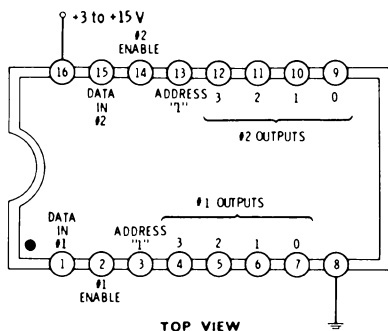 +3 to +15 V
#2
ENABLE
16 15 14 13 12 11 10 9
DATA
IN
#2
ADDRESS
"2"
3 2 1 0
#2 OUTPUTS
#1 OUTPUTS
DATA
IN
#1
ADDRESS
"1"
3 2 1 0
1 2 3 4 5 6 7 8
#1
ENABLE
TOP VIEW